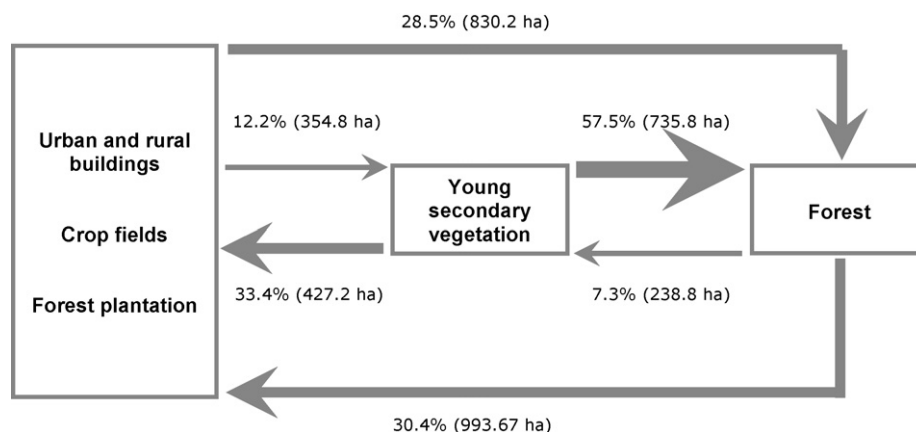 28.5% (830.2 ha)
12.2% (354.8 ha)
57.5% (735.8 ha)
Urban and rural
buildings
Crop fields
Forest plantation
Young
secondary
vegetation
Forest
33.4% (427.2 ha)
7.3% (238.8 ha)
30.4% (993.67 ha)